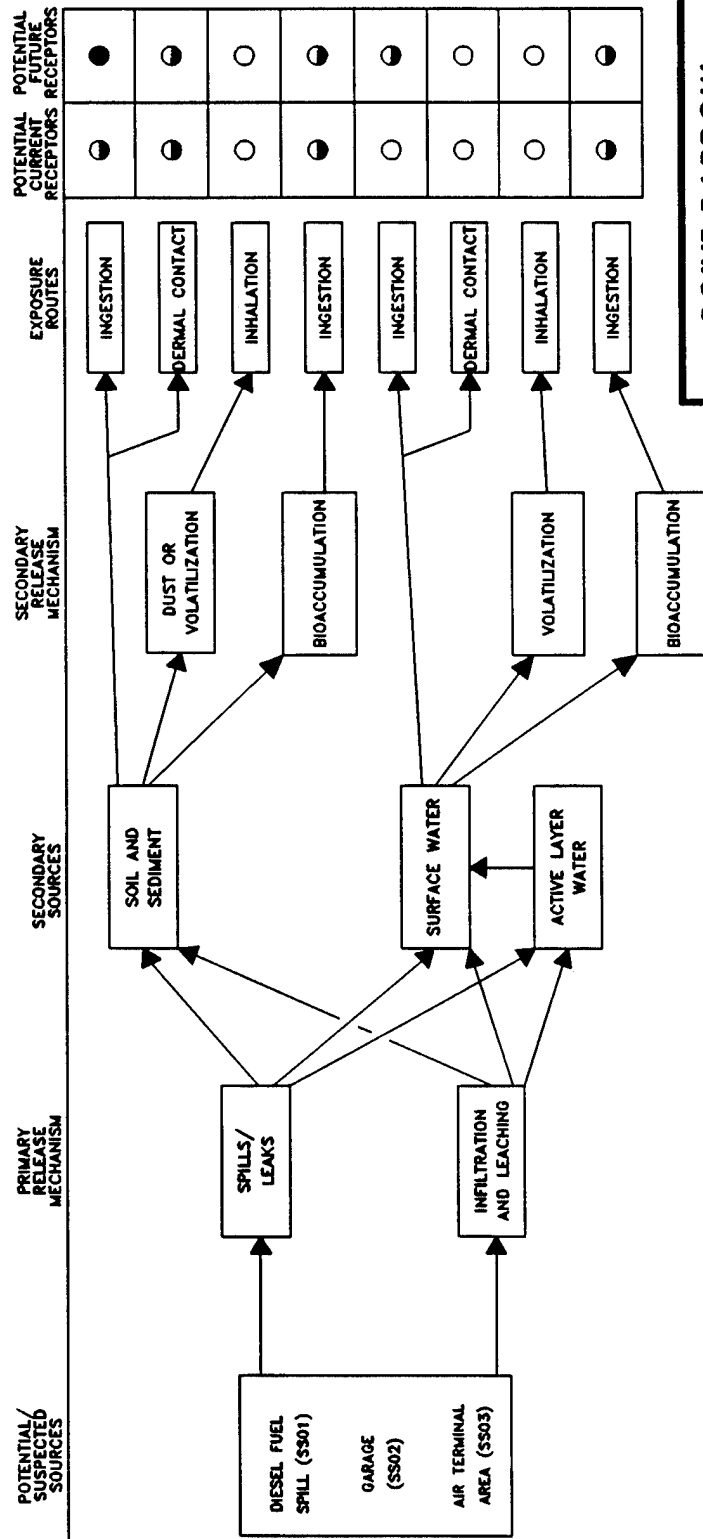 POTENTIAL/
SUSPECTED
SOURCES
PRIMARY
RELEASE
MECHANISM
SECONDARY
SOURCES
SECONDARY
RELEASE
MECHANISM
EXPOSURE
ROUTES
POTENTIAL
CURRENT
RECEPTORS
POTENTIAL
FUTURE
RECEPTORS
DIESEL FUEL
SPILL (SS01)
GARAGE
(SS02)
AIR TERMINAL
AREA (SS03)
SPILLS/
LEAKS
INFILTRATION
AND LEACHING
SOIL AND
SEDIMENT
SURFACE WATER
ACTIVE LAYER
WATER
DUST OR
VOLATILIZATION
BIOACCUMULATION
VOLATILIZATION
BIOACCUMULATION
INGESTION
DERMAL CONTACT
INHALATION
INGESTION
INGESTION
DERMAL CONTACT
INHALATION
INGESTION